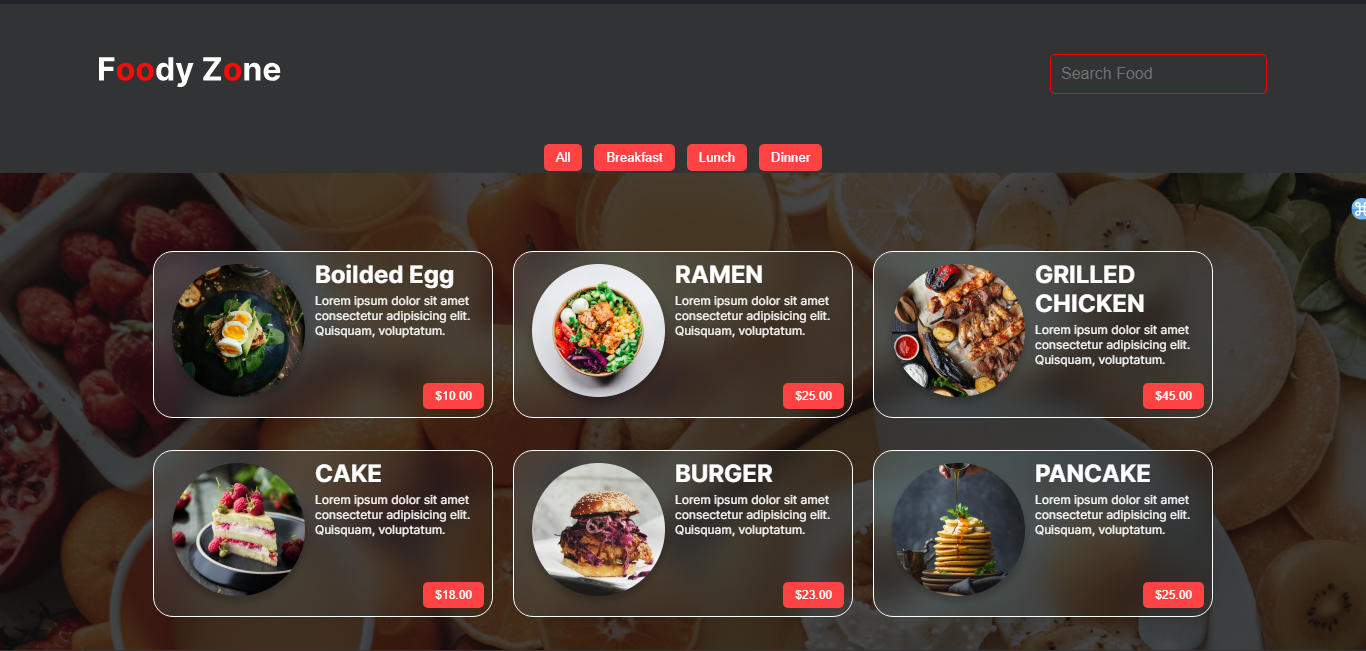 Foody Zone
Search Food
All
Breakfast
Lunch
Dinner
Boilded Egg
Lorem ipsum dolor sit amet
consectetur adipisicing elit.
Quisquam, voluptatum.
$10.00
RAMEN
Lorem ipsum dolor sit amet
consectetur adipisicing elit.
Quisquam, voluptatum.
$25.00
GRILLED
CHICKEN
Lorem ipsum dolor sit amet
consectetur adipisicing elit.
Quisquam, voluptatum.
$45.00
CAKE
Lorem ipsum dolor sit amet
consectetur adipisicing elit.
Quisquam, voluptatum.
$18.00
BURGER
Lorem ipsum dolor sit amet
consectetur adipisicing elit.
Quisquam, voluptatum.
$23.00
PANCAKE
Lorem ipsum dolor sit amet
consectetur adipisicing elit.
Quisquam, voluptatum.
$25.00